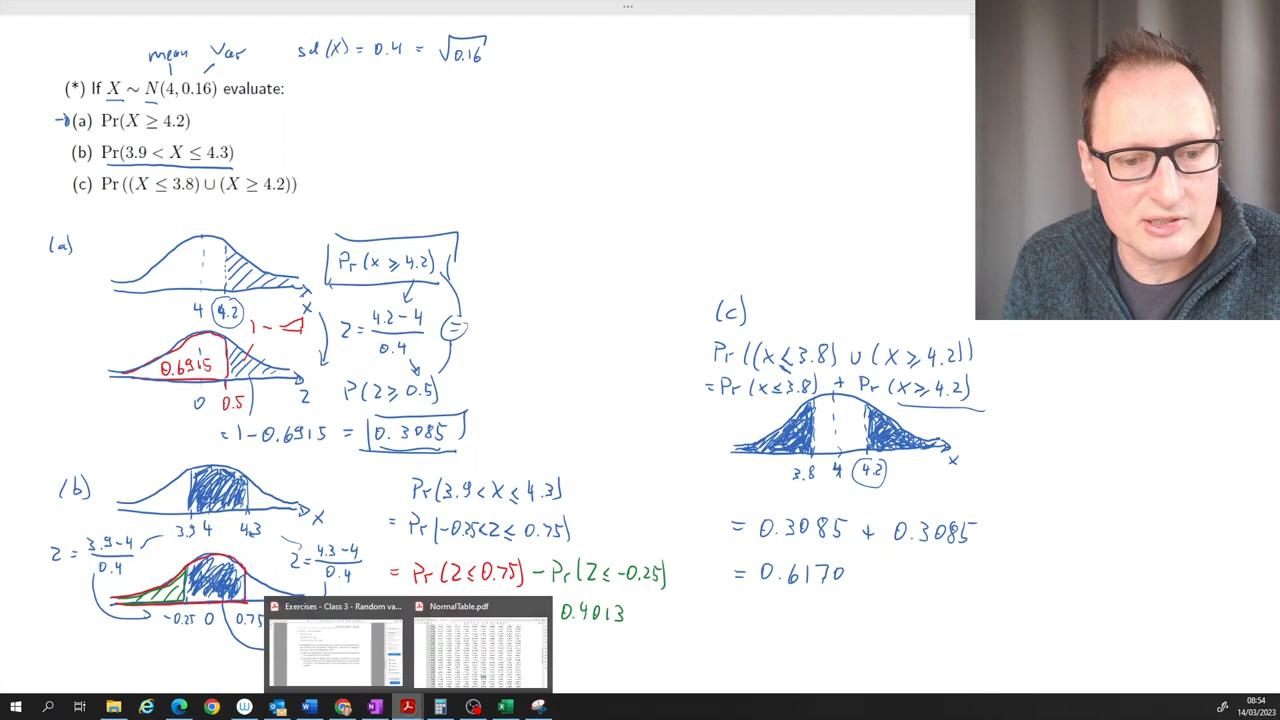 mean Var sd(X) = 0.4 = √0.16
(*) If X ~ N(4, 0.16) evaluate:
→(a) Pr(X ≥ 4.2)
(b) Pr(3.9 < X ≤ 4.3)
(c) Pr((X ≤ 3.8) ∪ (X ≥ 4.2))
(a)
Pr(X ≥ 4.2)
X
4 4.2
X
1 -
Z = (4.2 - 4)/0.4
=
0.6915
0 0.5 Z
P(Z ≥ 0.5)
= 1 - 0.6915 = 0.3085
(b)
X
3.9 4 4.3
Z = (3.9 - 4)/0.4
Z = (4.3 - 4)/0.4
-0.25 0 0.75
Pr(3.9 < X ≤ 4.3)
= Pr(-0.25 < Z ≤ 0.75)
= Pr(Z ≤ 0.75) - Pr(Z ≤ -0.25)
0.4013
(c)
Pr((X ≤ 3.8) ∪ (X ≥ 4.2))
= Pr(X ≤ 3.8) + Pr(X ≥ 4.2)
3.8 4 4.2 X
= 0.3085 + 0.3085
= 0.6170
Exercises - Class 3 - Random va...
NormalTable.pdf
08:54
14/03/2023